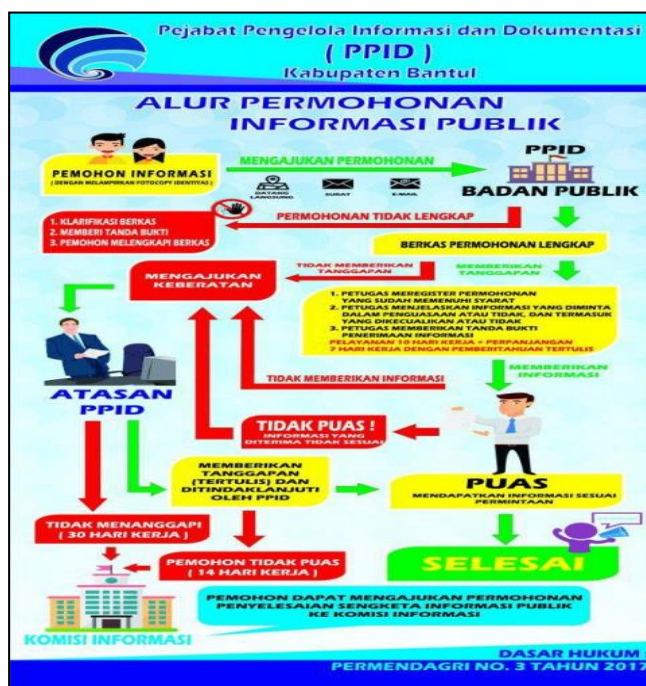 Pejabat Pengelola Informasi dan Dokumentasi
( PPID )
Kabupaten Bantul
ALUR PERMOHONAN
INFORMASI PUBLIK
PEMOHON INFORMASI
( DENGAN MELAMPIRKAN FOTOCOPY IDENTITAS )
MENGAJUKAN PERMOHONAN
DATANG
LANGSUNG
SURAT
E-MAIL
PPID
BADAN PUBLIK
1. KLARIFIKASI BERKAS
2. MEMBERI TANDA BUKTI
3. PEMOHON MELENGKAPI BERKAS
PERMOHONAN TIDAK LENGKAP
BERKAS PERMOHONAN LENGKAP
TIDAK MEMBERIKAN
TANGGAPAN
MEMBERIKAN
TANGGAPAN
MENGAJUKAN
KEBERATAN
1. PETUGAS MEREGISTER PERMOHONAN
YANG SUDAH MEMENUHI SYARAT
2. PETUGAS MENJELASKAN INFORMASI YANG DIMINTA
DALAM PENGUASAAN ATAU TIDAK, DAN TERMASUK
YANG DIKECUALIKAN ATAU TIDAK
3. PETUGAS MEMBERIKAN TANDA BUKTI
PENERIMAAN INFORMASI
PELAYANAN 10 HARI KERJA + PERPANJANGAN
7 HARI KERJA DENGAN PEMBERITAHUAN TERTULIS
TIDAK MEMBERIKAN INFORMASI
MEMBERIKAN
INFORMASI
ATASAN
PPID
TIDAK PUAS !
INFORMASI YANG
DITERIMA TIDAK SESUAI
MEMBERIKAN
TANGGAPAN
(TERTULIS) DAN
DITINDAKLANJUTI
OLEH PPID
PUAS
MENDAPATKAN INFORMASI SESUAI
PERMINTAAN
TIDAK MENANGGAPI
( 30 HARI KERJA )
PEMOHON TIDAK PUAS
( 14 HARI KERJA )
SELESAI
KOMISI INFORMASI
PEMOHON DAPAT MENGAJUKAN PERMOHONAN
PENYELESAIAN SENGKETA INFORMASI PUBLIK
KE KOMISI INFORMASI
DASAR HUKUM :
PERMENDAGRI NO. 3 TAHUN 2017